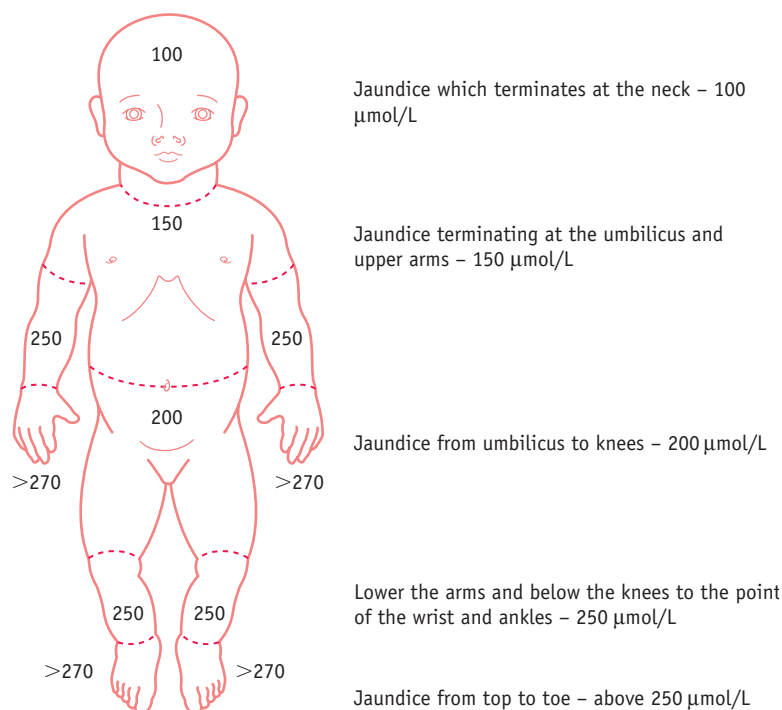 100
Jaundice which terminates at the neck – 100
μmol/L
150
Jaundice terminating at the umbilicus and
upper arms – 150 μmol/L
250
250
200
Jaundice from umbilicus to knees – 200 μmol/L
>270
>270
Lower the arms and below the knees to the point
of the wrist and ankles – 250 μmol/L
250
250
>270
>270
Jaundice from top to toe – above 250 μmol/L